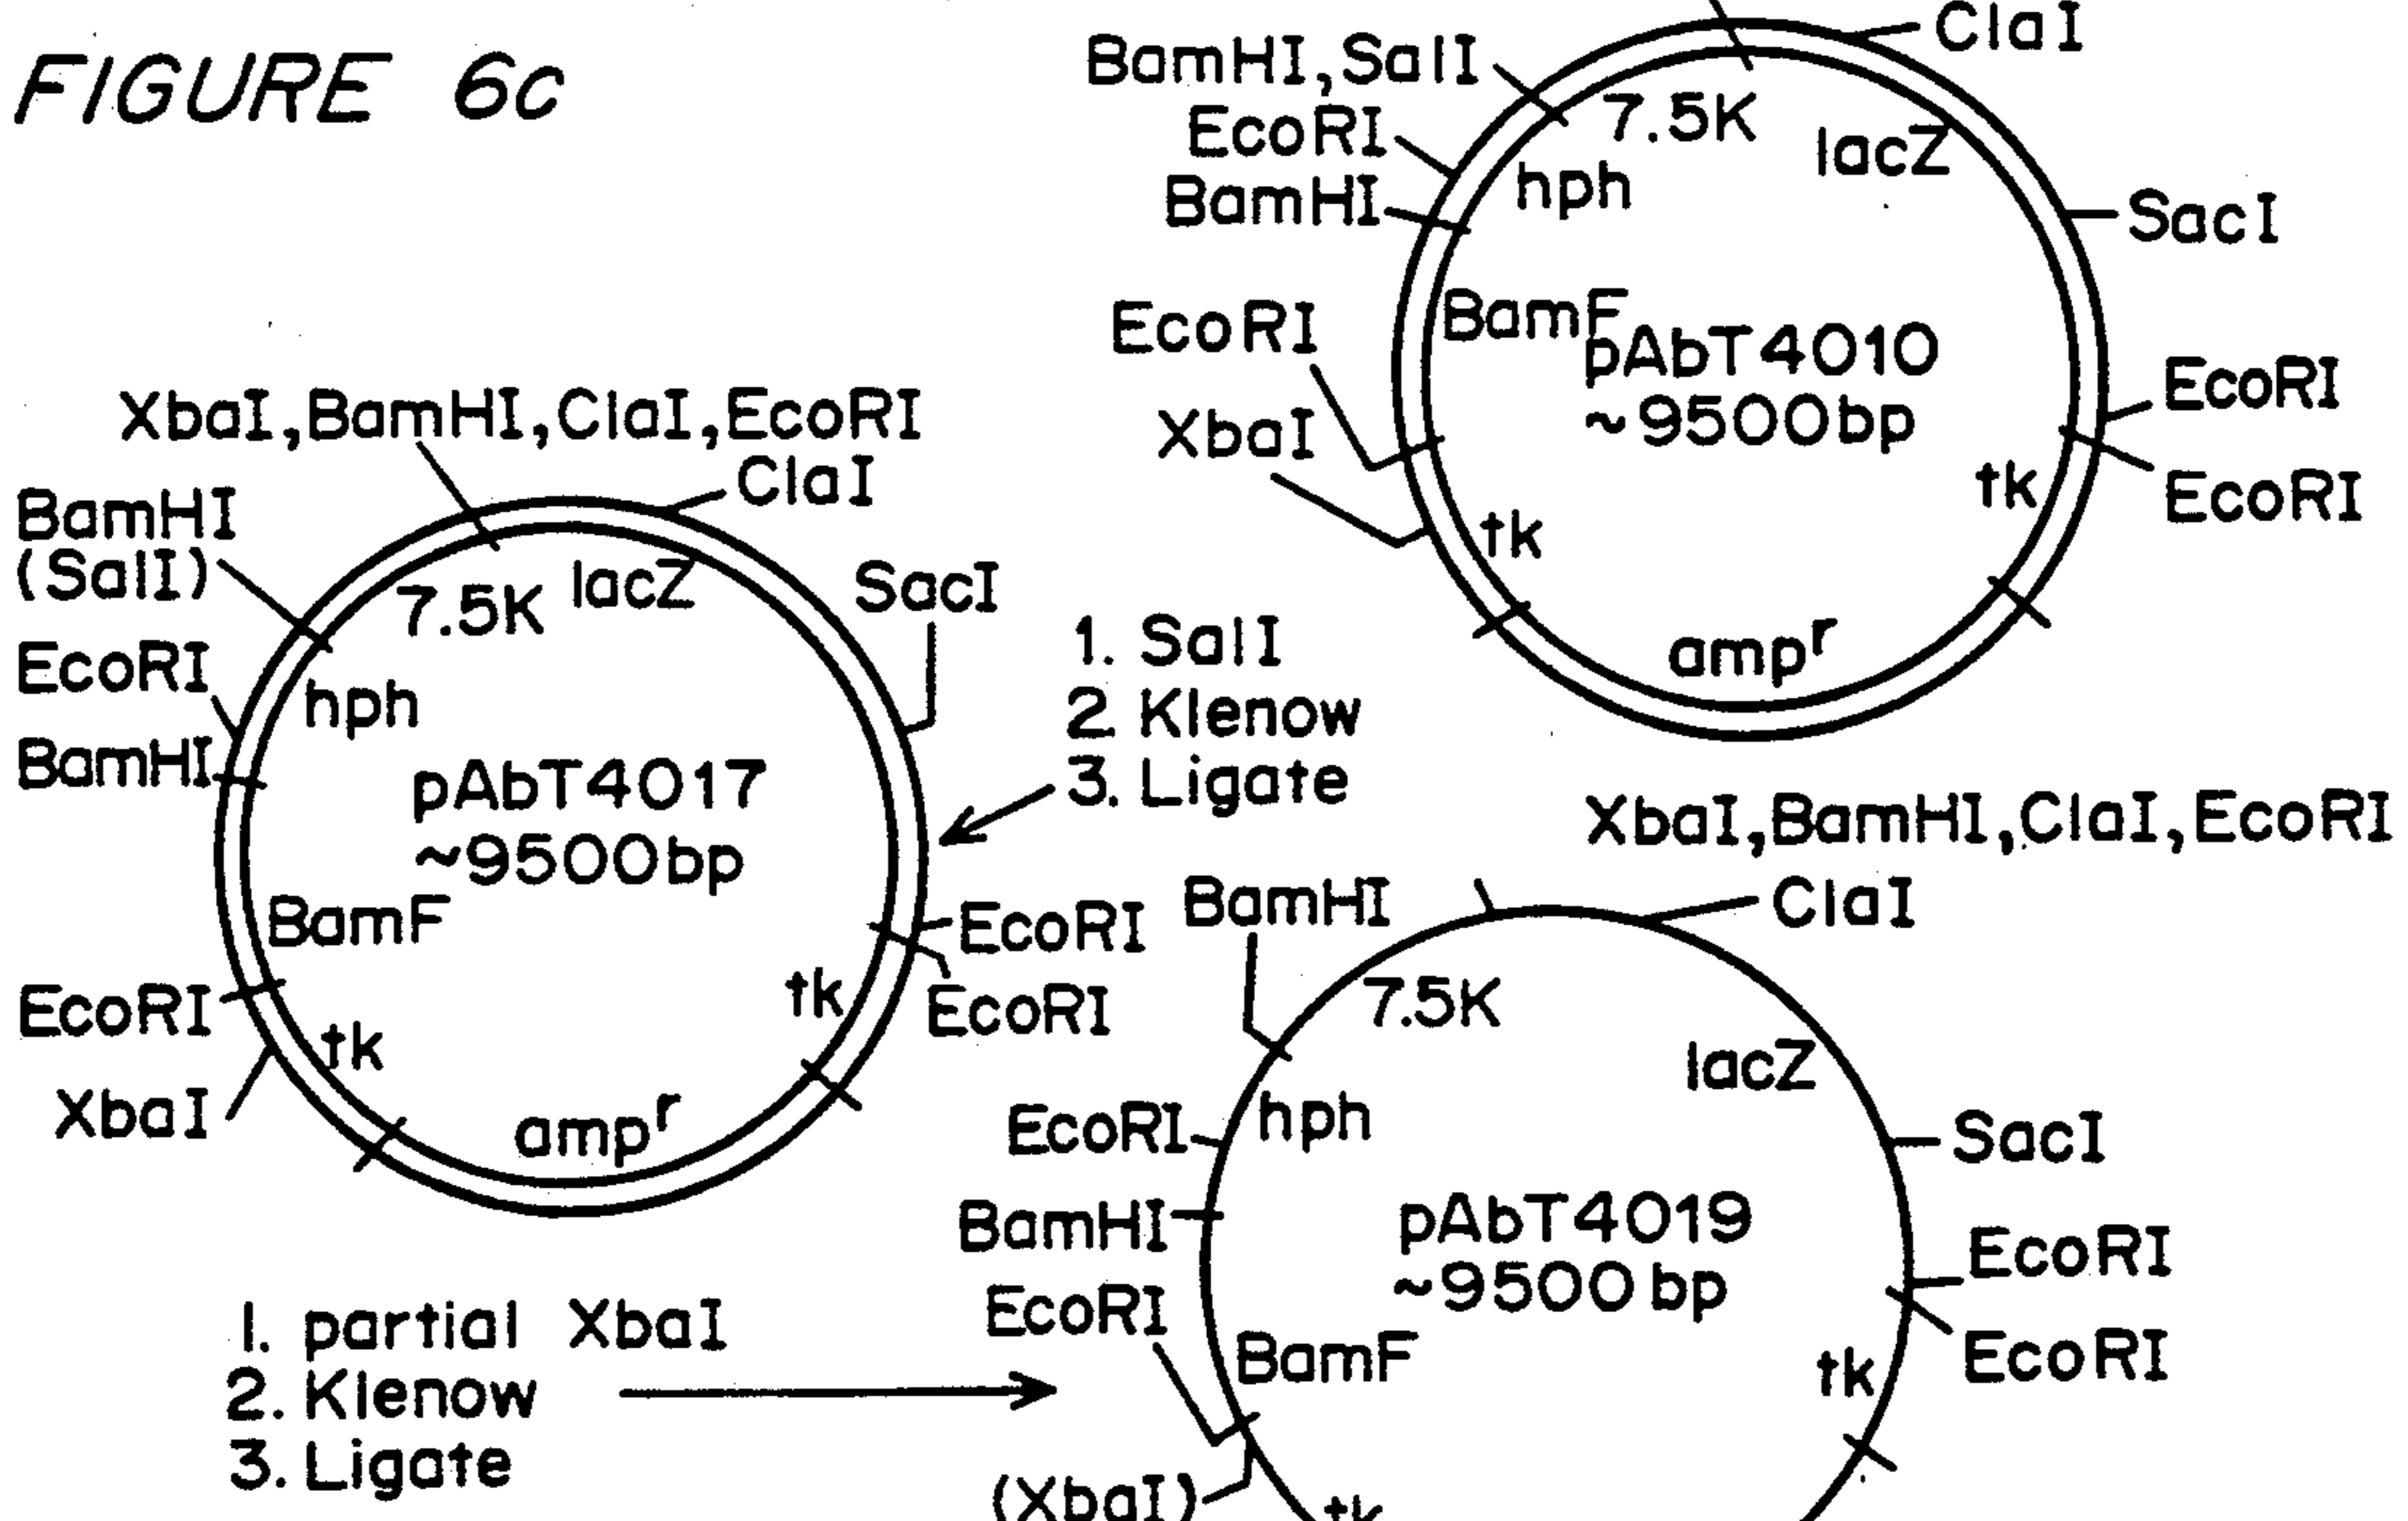 FIGURE 6c
ClaI
BamHI,SalI
EcoRI
BamHI
7.5K
lacZ
hph
SacI
EcoRI
XbaI
BamF
pAbT4010
~9500bp
EcoRI
EcoRI
tk
tk
ampr
XbaI,BamHI,ClaI,EcoRI
ClaI
BamHI
(SalI)
EcoRI
BamHI
7.5K
lacZ
hph
SacI
pAbT4017
~9500bp
BamF
EcoRI
XbaI
tk
ampr
tk
EcoRI
EcoRI
1. SalI
2 Klenow
3. Ligate
XbaI,BamHI,ClaI,EcoRI
BamHI
ClaI
7.5K
lacZ
EcoRI
hph
SacI
BamHI
pAbT4019
~9500bp
EcoRI
EcoRI
EcoRI
BamF
tk
(XbaI)
tk
1. partial XbaI
2. Klenow
3. Ligate